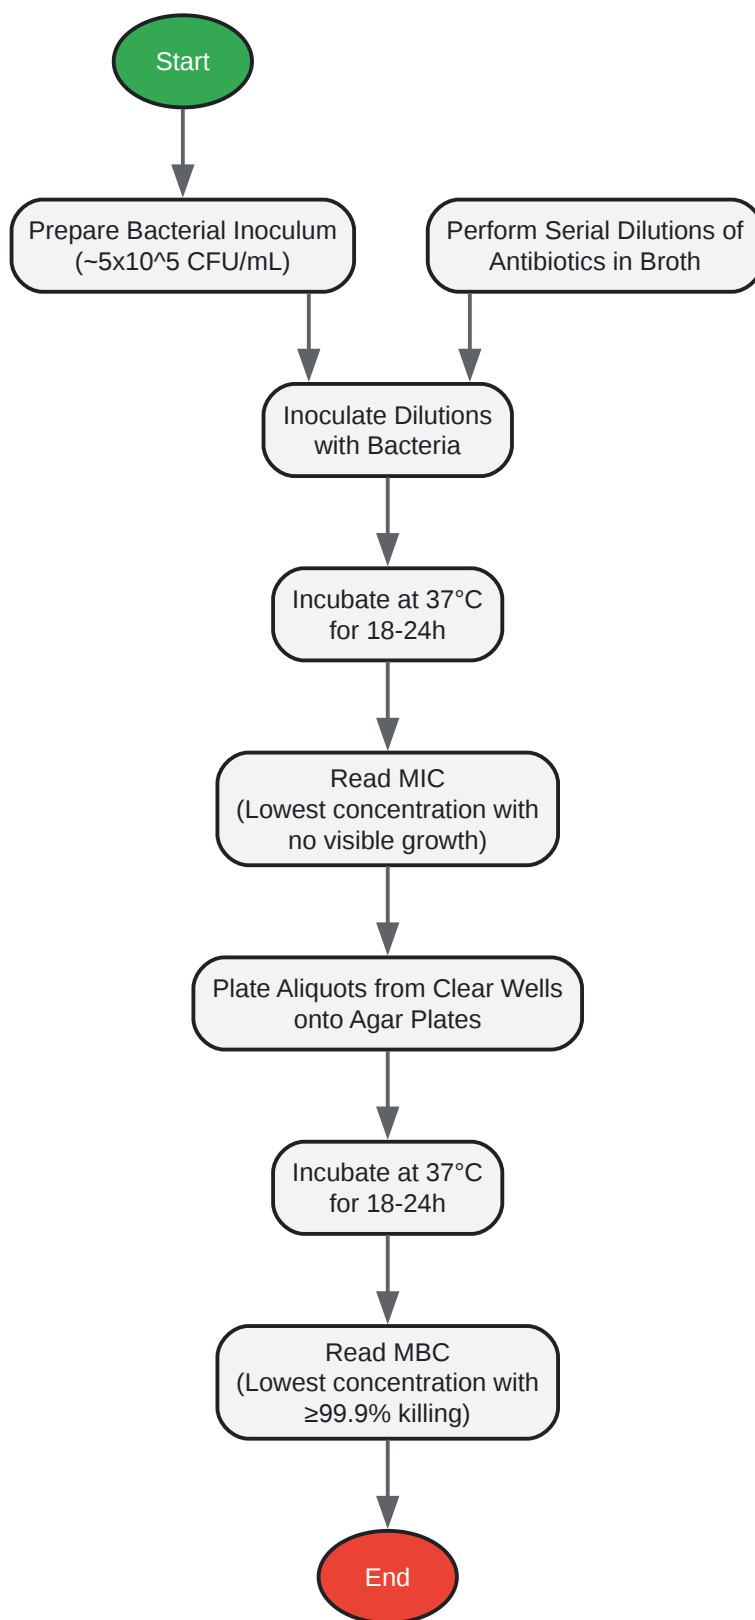 Start
Prepare Bacterial Inoculum
(~5x10^5 CFU/mL)
Perform Serial Dilutions of
Antibiotics in Broth
Inoculate Dilutions
with Bacteria
Incubate at 37°C
for 18-24h
Read MIC
(Lowest concentration with
no visible growth)
Plate Aliquots from Clear Wells
onto Agar Plates
Incubate at 37°C
for 18-24h
Read MBC
(Lowest concentration with
≥99.9% killing)
End